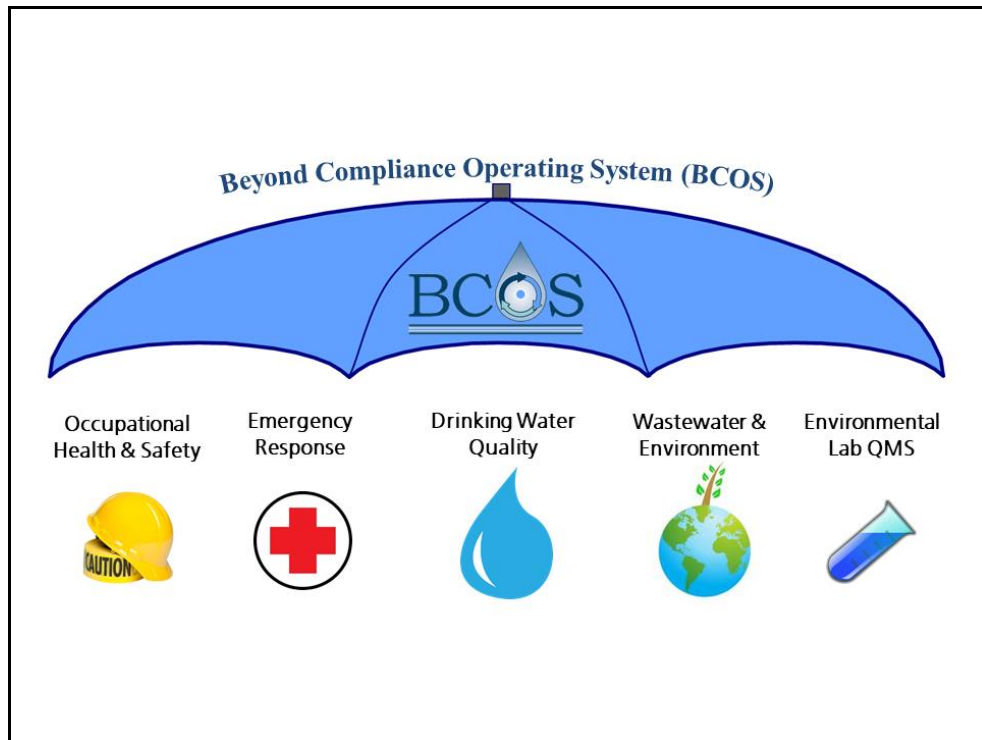 Beyond Compliance Operating System (BCOS)
BCOS
Occupational
Health & Safety
Emergency
Response
Drinking Water
Quality
Wastewater &
Environment
Environmental
Lab QMS
CAUTION